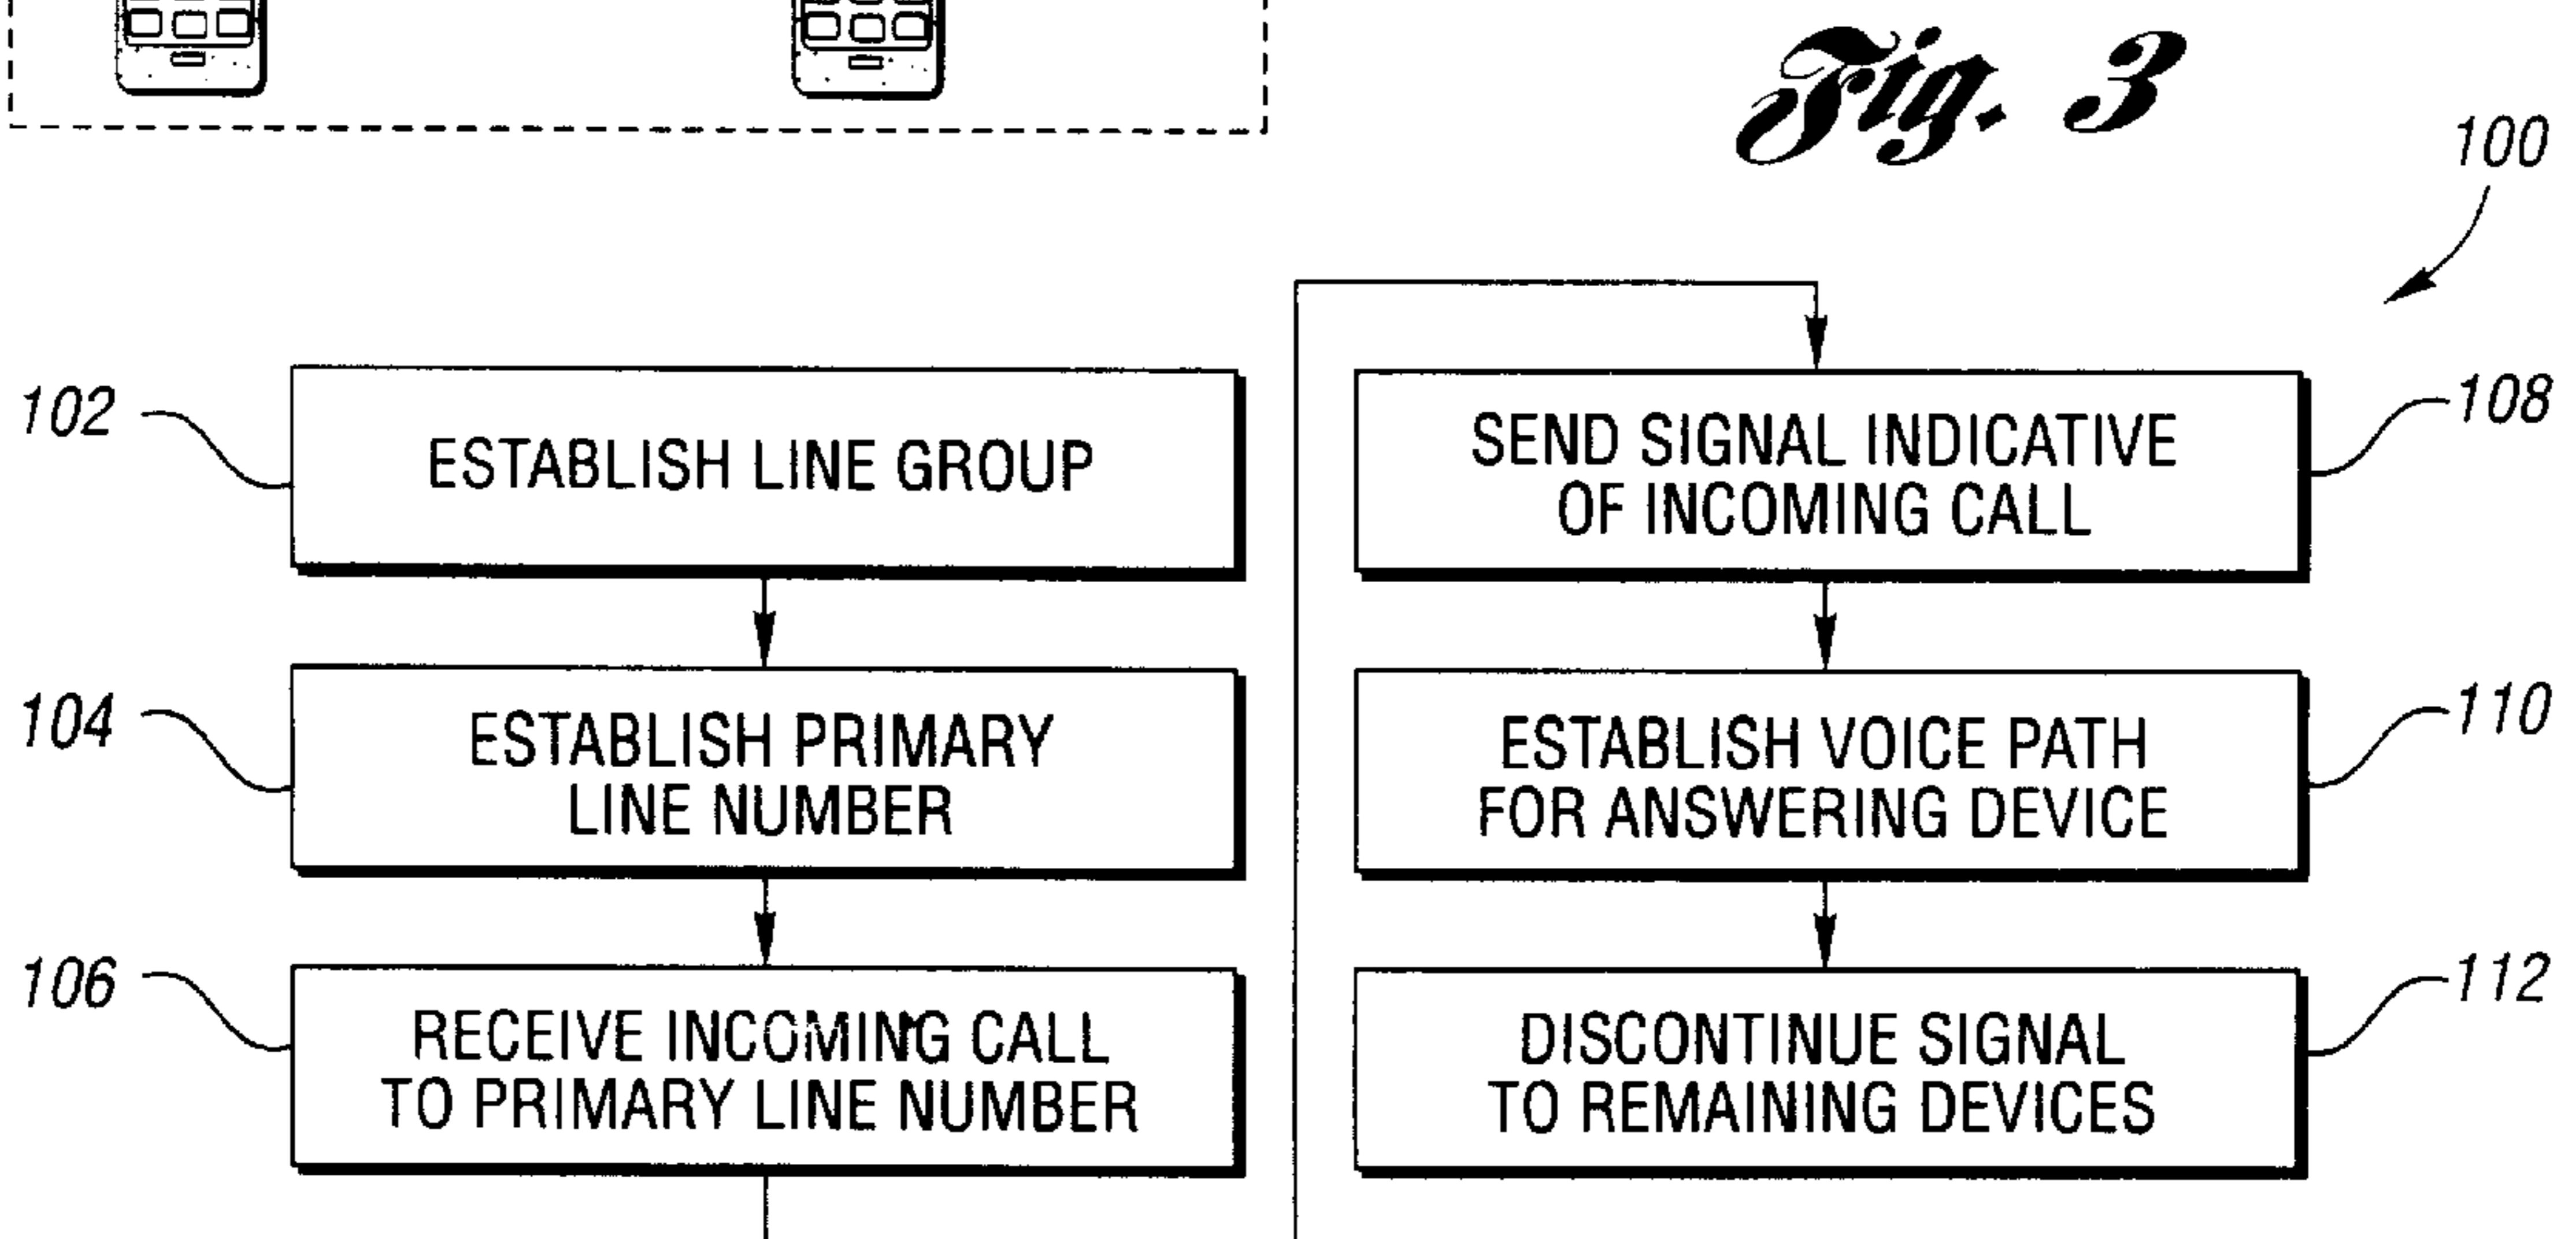 Fig. 3
100
102
ESTABLISH LINE GROUP
104
ESTABLISH PRIMARY
LINE NUMBER
106
RECEIVE INCOMING CALL
TO PRIMARY LINE NUMBER
SEND SIGNAL INDICATIVE
OF INCOMING CALL
108
ESTABLISH VOICE PATH
FOR ANSWERING DEVICE
110
DISCONTINUE SIGNAL
TO REMAINING DEVICES
112